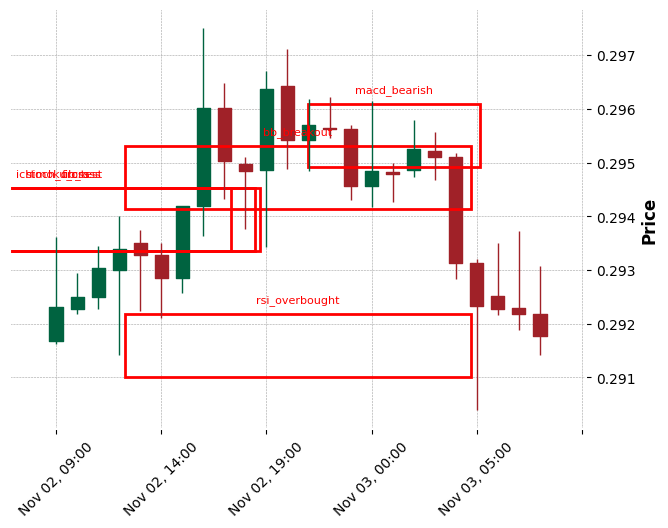 0.297
macd_bearish
0.296
0.295
0.294
Price
0.293
rsi_overbought
0.292
0.291
Nov 02, 09:00
Nov 02, 14:00
Nov 02, 19:00
Nov 03, 00:00
Nov 03, 05:00